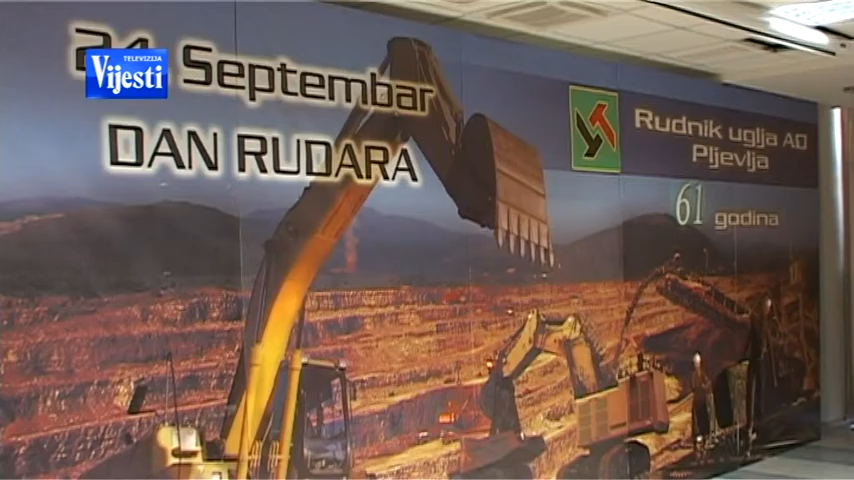 TELEVIZIJA
Vijesti
24. Septembar
DAN RUDARA
Rudnik uglja AD
Pljevlja
61 godina